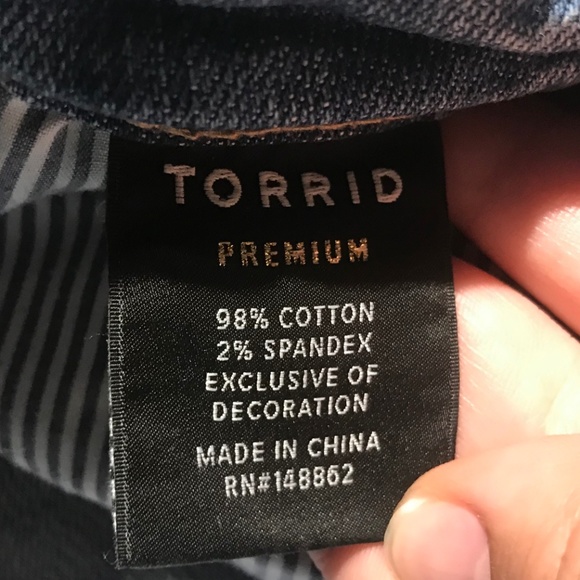 TORRID
PREMIUM
98% COTTON
2% SPANDEX
EXCLUSIVE OF
DECORATION
MADE IN CHINA
RN#148862